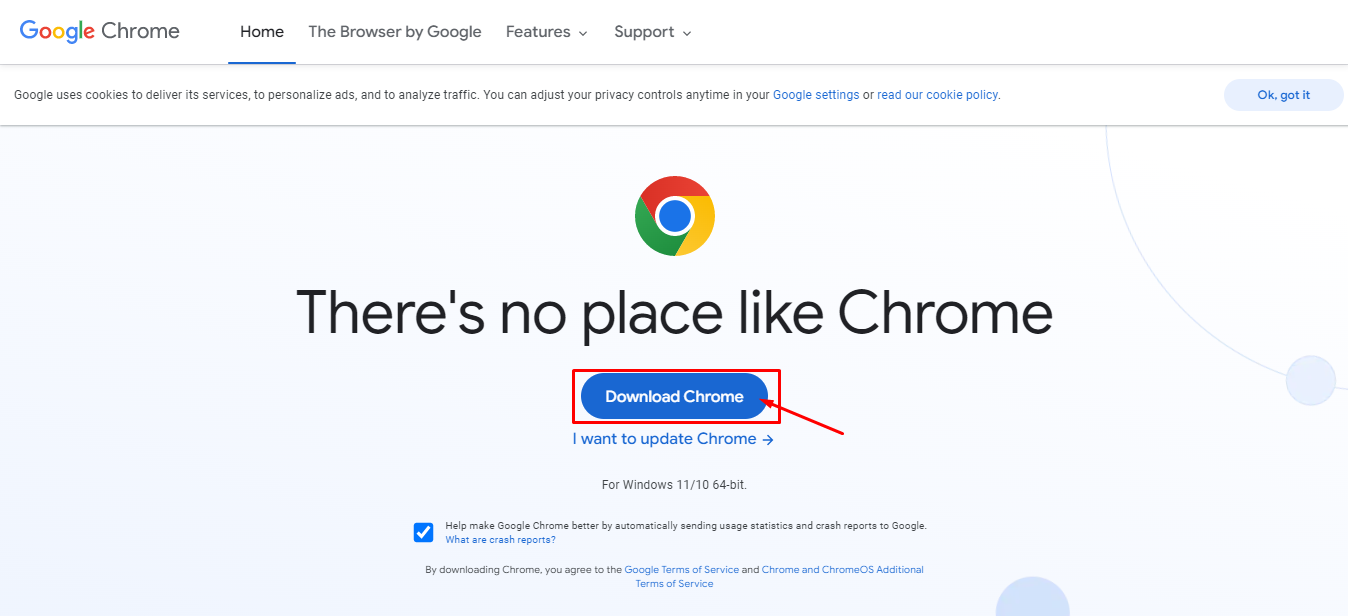 Google Chrome
Home
The Browser by Google
Features
Support
Google uses cookies to deliver its services, to personalize ads, and to analyze traffic. You can adjust your privacy controls anytime in your Google settings or read our cookie policy.
Ok, got it
There's no place like Chrome
Download Chrome
I want to update Chrome →
For Windows 11/10 64-bit.
Help make Google Chrome better by automatically sending usage statistics and crash reports to Google.
What are crash reports?
By downloading Chrome, you agree to the Google Terms of Service and Chrome and ChromeOS Additional
Terms of Service